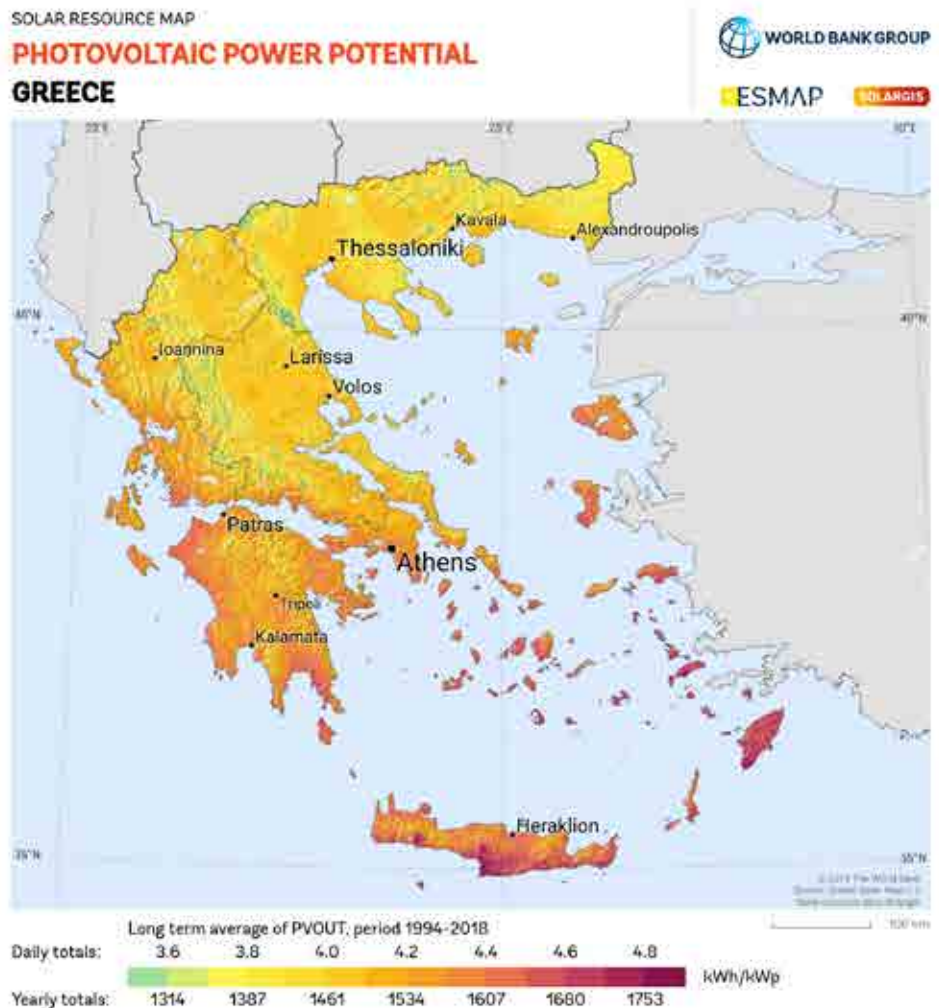 SOLAR RESOURCE MAP
PHOTOVOLTAIC POWER POTENTIAL
GREECE
WORLD BANK GROUP
ESMAP
SOLARGIS
Kavala
Alexandroupolis
Thessaloniki
40°N
Ioannina
Larissa
Volos
Patras
Athens
Tripoli
Kalamata
Heraklion
35°N
Long term average of PVOUT, period 1994-2018
Daily totals: 3.6 3.8 4.0 4.2 4.4 4.6 4.8
kWh/kWp
Yearly totals: 1314 1387 1461 1534 1607 1680 1753